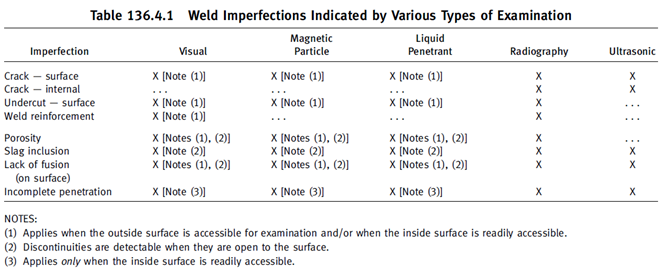 Table 136.4.1 Weld Imperfections Indicated by Various Types of Examination
Imperfection Visual Magnetic Particle Liquid Penetrant Radiography Ultrasonic
Crack — surface X [Note (1)] X [Note (1)] X [Note (1)] X X
Crack — internal . . . . . . . . . X X
Undercut — surface X [Note (1)] X [Note (1)] X [Note (1)] X . . .
Weld reinforcement X [Note (1)] . . . . . . X . . .
Porosity X [Notes (1), (2)] X [Notes (1), (2)] X [Notes (1), (2)] X . . .
Slag inclusion X [Note (2)] X [Note (2)] X [Note (2)] X X
Lack of fusion X [Notes (1), (2)] X [Notes (1), (2)] X [Notes (1), (2)] X X
(on surface)
Incomplete penetration X [Note (3)] X [Note (3)] X [Note (3)] X X
NOTES:
(1) Applies when the outside surface is accessible for examination and/or when the inside surface is readily accessible.
(2) Discontinuities are detectable when they are open to the surface.
(3) Applies only when the inside surface is readily accessible.